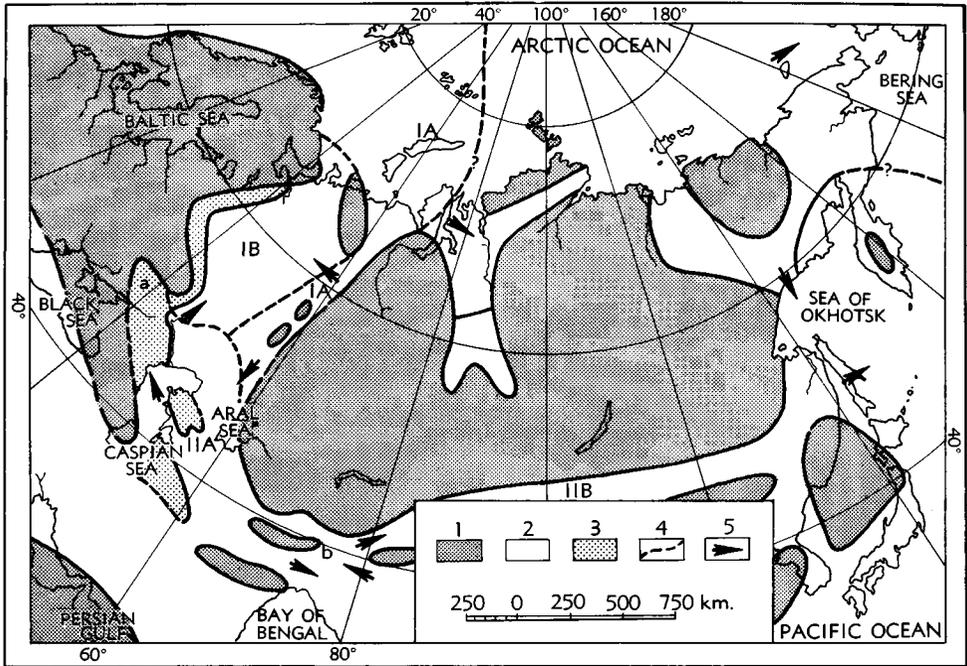 20° 40° 100° 160° 180°
ARCTIC OCEAN
BERING
SEA
BALTIC SEA
IA
?
?
IB
a
IA
BLACK
SEA
40°
SEA OF
OKHOTSK
ARAL
SEA
IIA
CASPIAN
SEA
40°
IIB
b
1 2 3 4 5
250 0 250 500 750 km.
PERSIAN
GULF
BAY OF
BENGAL
PACIFIC OCEAN
60° 80°